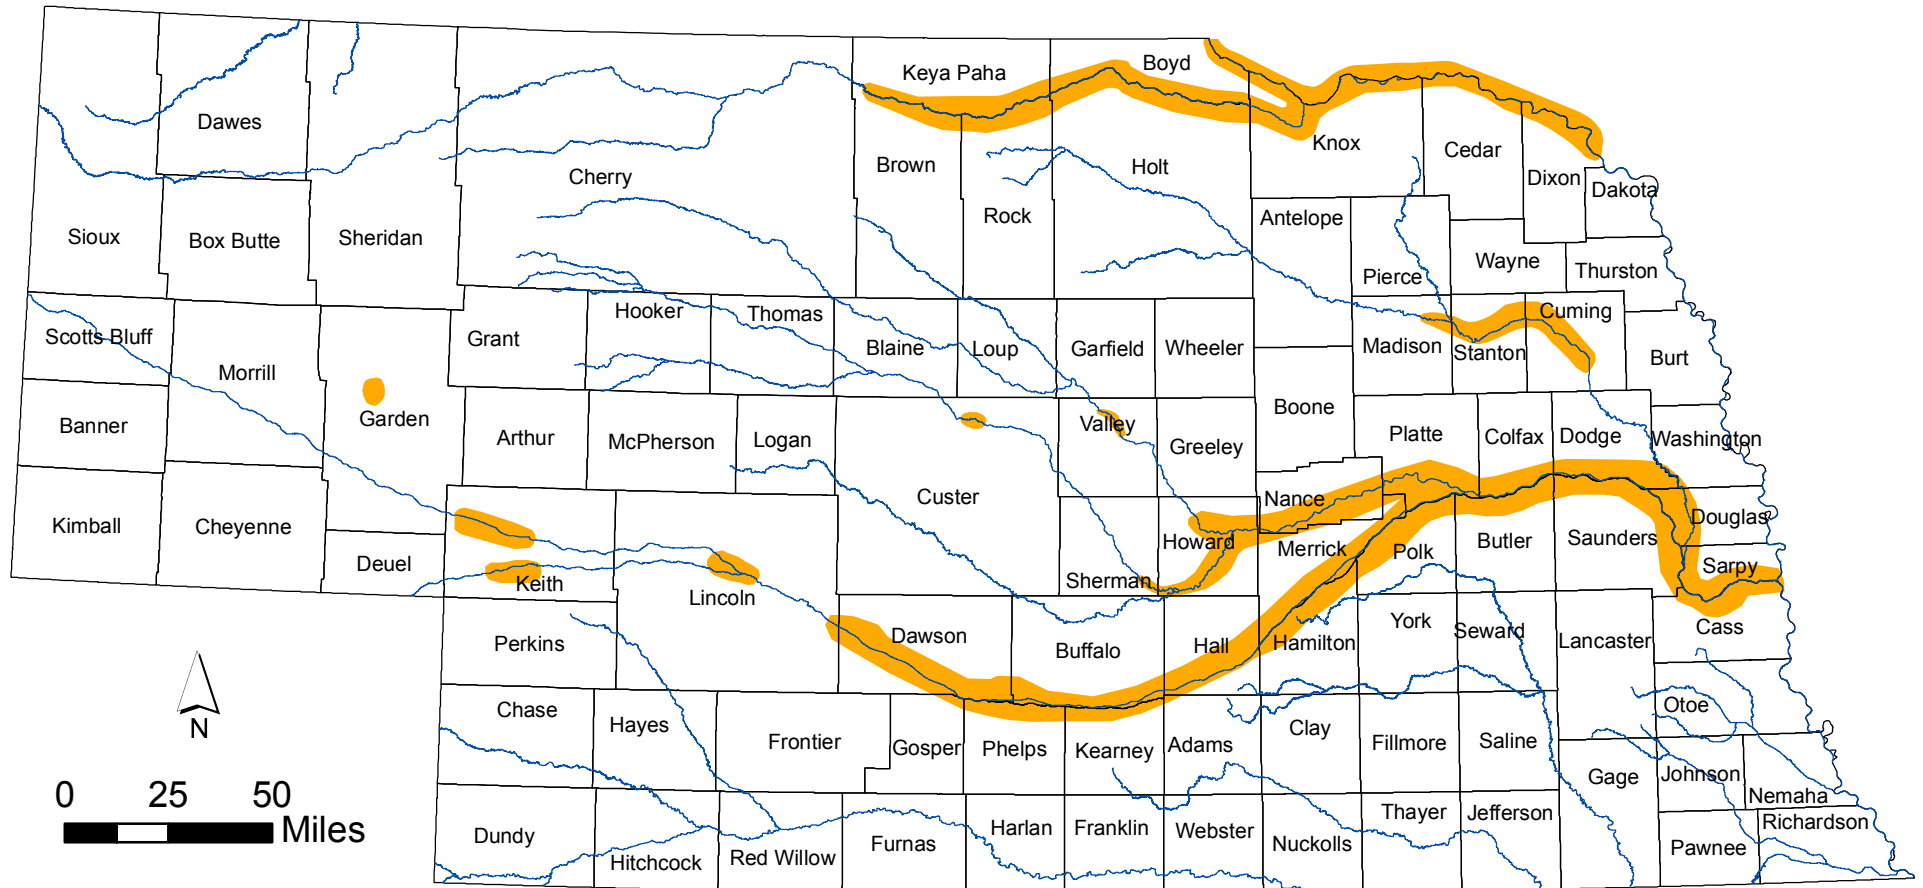 Keya Paha
Boyd
Dawes
Brown
Holt
Knox
Cedar
Dixon
Dakota
Cherry
Rock
Antelope
Sioux
Box Butte
Sheridan
Pierce
Wayne
Thurston
Scotts Bluff
Morrill
Garden
Grant
Hooker
Thomas
Blaine
Loup
Garfield
Wheeler
Madison
Stanton
Cuming
Burt
Banner
Arthur
McPherson
Logan
Custer
Valley
Greeley
Boone
Platte
Colfax
Dodge
Washington
Kimball
Cheyenne
Deuel
Keith
Lincoln
Sherman
Howard
Nance
Merrick
Polk
Butler
Saunders
Douglas
Sarpy
Cass
Perkins
Dawson
Buffalo
Hall
Hamilton
York
Seward
Lancaster
Otoe
N
Chase
Hayes
Frontier
Gosper
Phelps
Kearney
Adams
Clay
Fillmore
Saline
Gage
Johnson
Nemaha
0 25 50
Miles
Dundy
Hitchcock
Red Willow
Furnas
Harlan
Franklin
Webster
Nuckolls
Thayer
Jefferson
Pawnee
Richardson